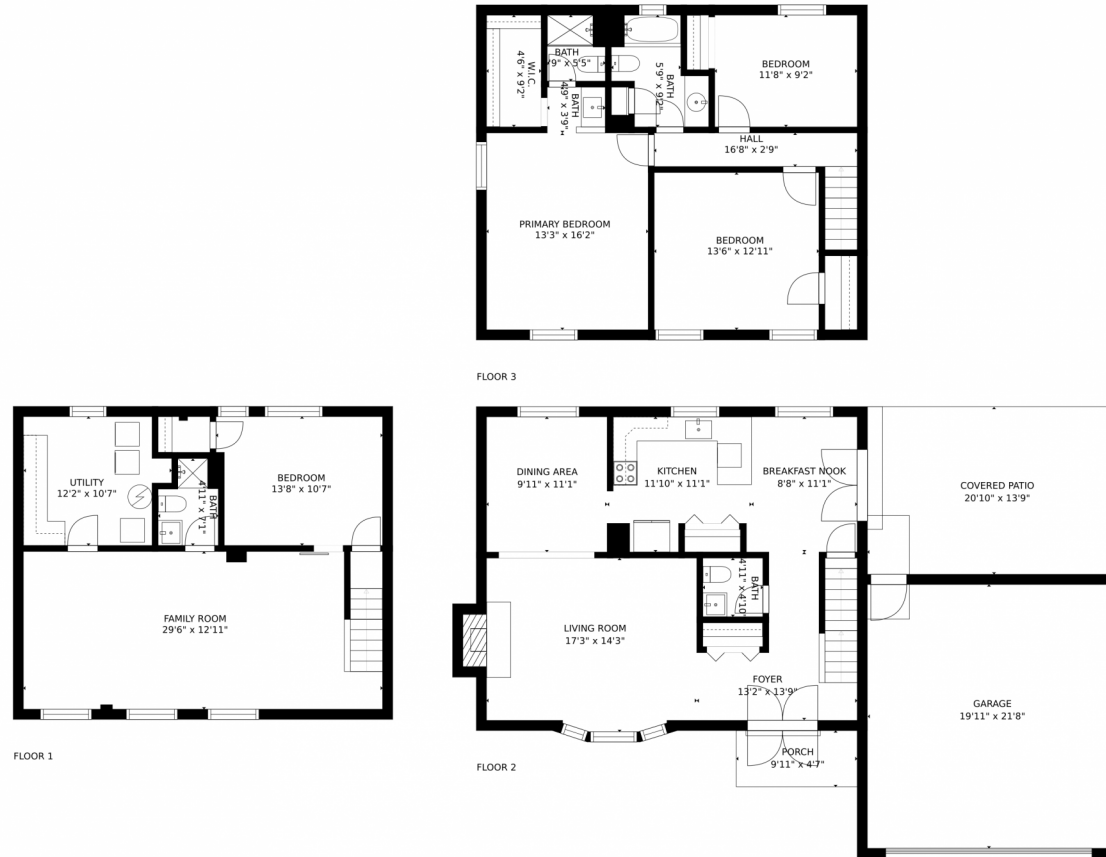 BATH
'9" x 5'5"
W.I.C.
4'6" x 9'2"
BATH
4'9" x 3'9"
BATH
5'9" x 9'2"
BEDROOM
11'8" x 9'2"
HALL
16'8" x 2'9"
PRIMARY BEDROOM
13'3" x 16'2"
BEDROOM
13'6" x 12'11"
FLOOR 3
UTILITY
12'2" x 10'7"
BATH
4'11" x 7'1"
BEDROOM
13'8" x 10'7"
FAMILY ROOM
29'6" x 12'11"
FLOOR 1
DINING AREA
9'11" x 11'1"
KITCHEN
11'10" x 11'1"
BREAKFAST NOOK
8'8" x 11'1"
COVERED PATIO
20'10" x 13'9"
BATH
4'11" x 4'10"
LIVING ROOM
17'3" x 14'3"
FOYER
13'2" x 13'9"
GARAGE
19'11" x 21'8"
PORCH
9'11" x 4'7"
FLOOR 2